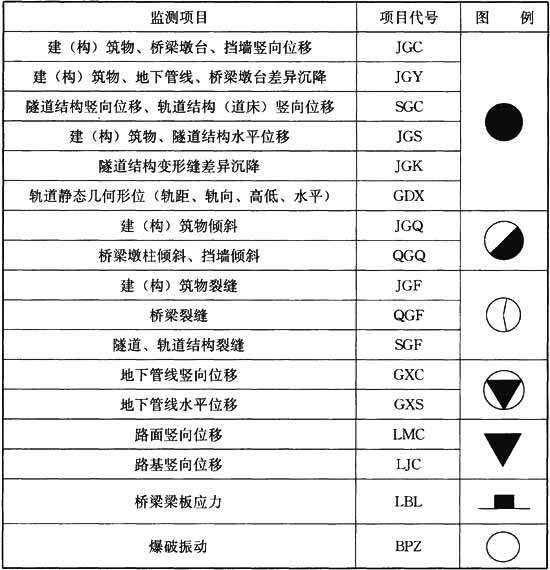 监测项目 项目代号 图 例
建（构）筑物、桥梁墩台、挡墙竖向位移 JGC
建（构）筑物、地下管线、桥梁墩台差异沉降 JGY
隧道结构竖向位移、轨道结构（道床）竖向位移 SGC
建（构）筑物、隧道结构水平位移 JGS
隧道结构变形缝差异沉降 JGK
轨道静态几何形位（轨距、轨向、高低、水平） GDX
建（构）筑物倾斜 JGQ
桥梁墩柱倾斜、挡墙倾斜 QGQ
建（构）筑物裂缝 JGF
桥梁裂缝 QGF
隧道、轨道结构裂缝 SGF
地下管线竖向位移 GXC
地下管线水平位移 GXS
路面竖向位移 LMC
路基竖向位移 LJC
桥梁梁板应力 LBL
爆破振动 BPZ